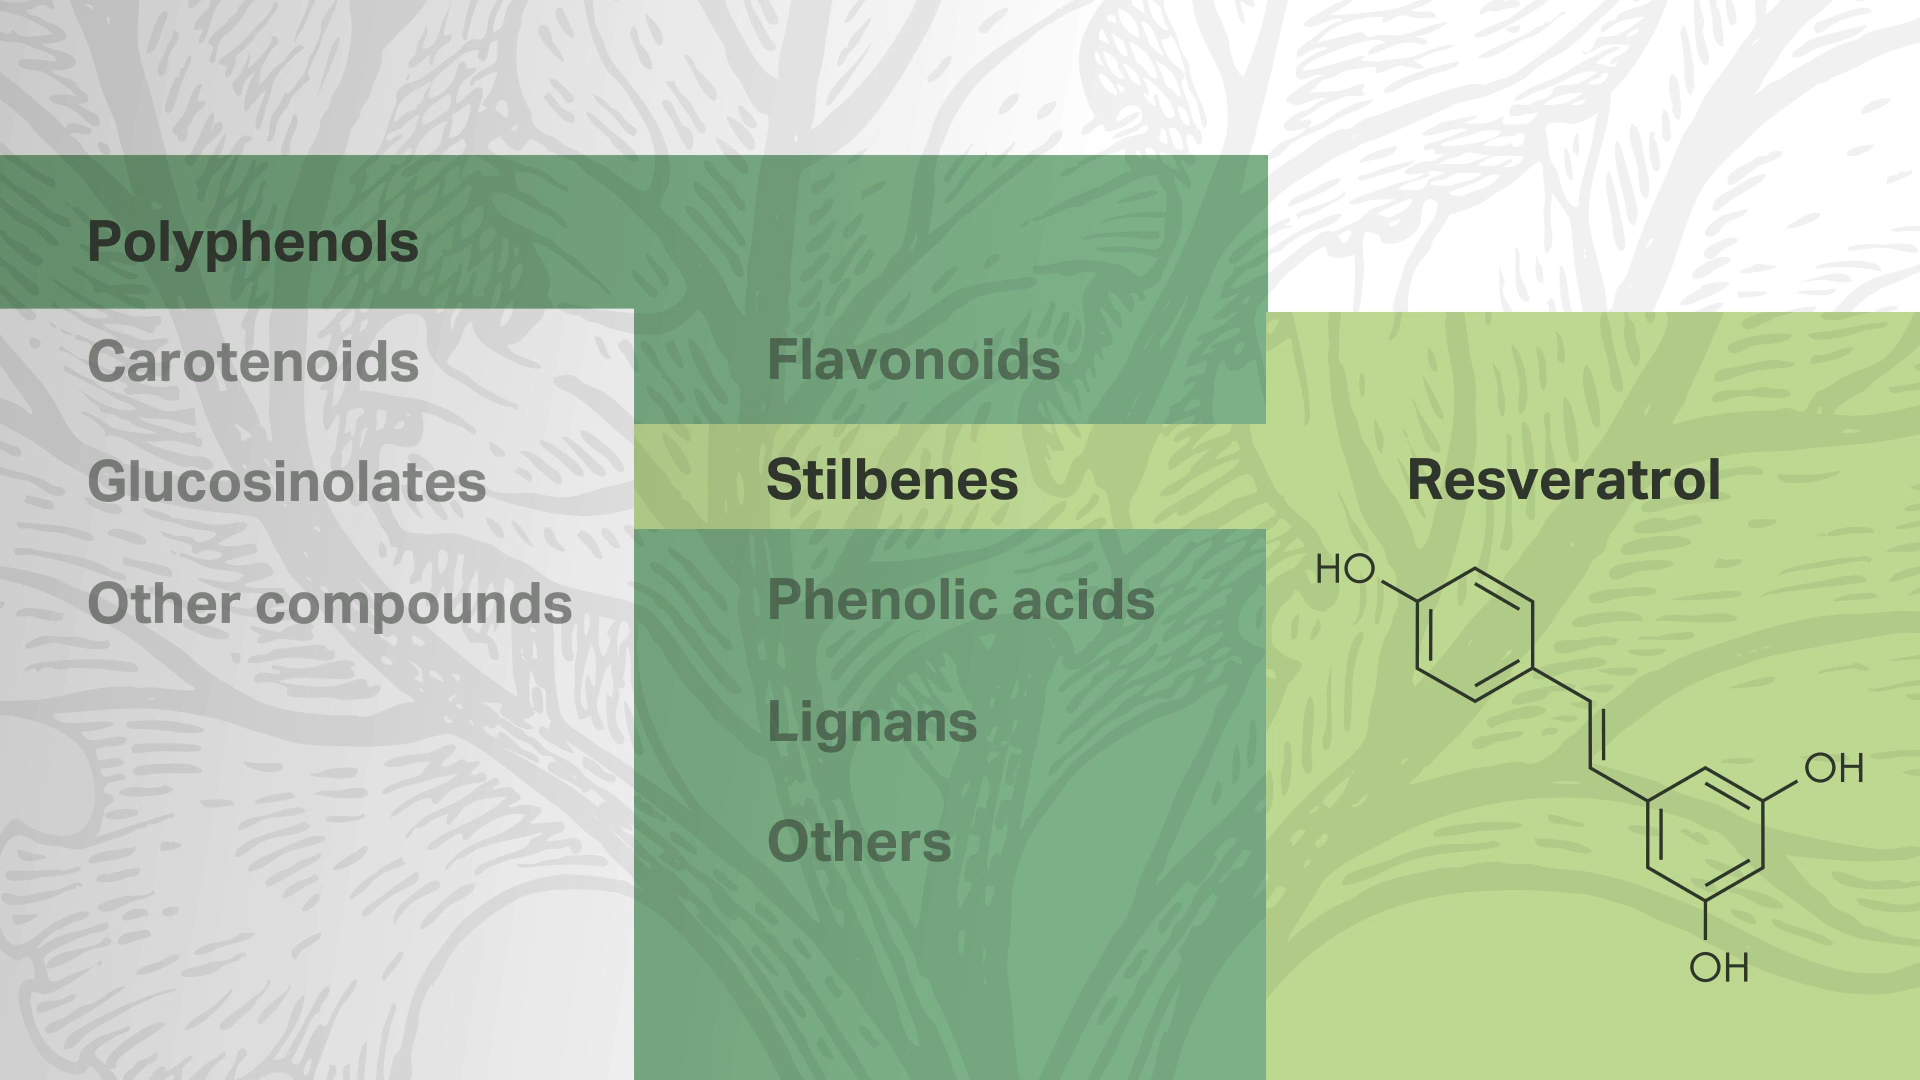 Polyphenols
Carotenoids
Glucosinolates
Other compounds
Flavonoids
Stilbenes
Phenolic acids
Lignans
Others
Resveratrol
HO
OH
OH